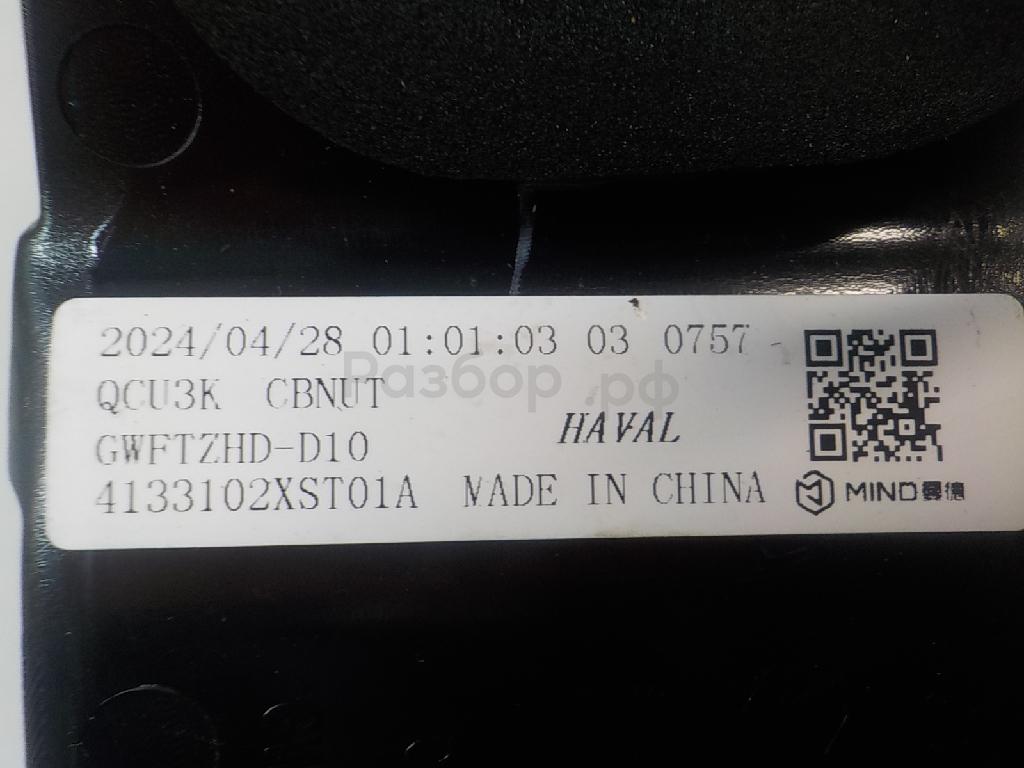 2024/04/28 01:01:03 03 0757
Разбор.рф
QCU3K CBNUT
HAVAL
GWFTZHD-D10
4133102XST01A MADE IN CHINA
MIND